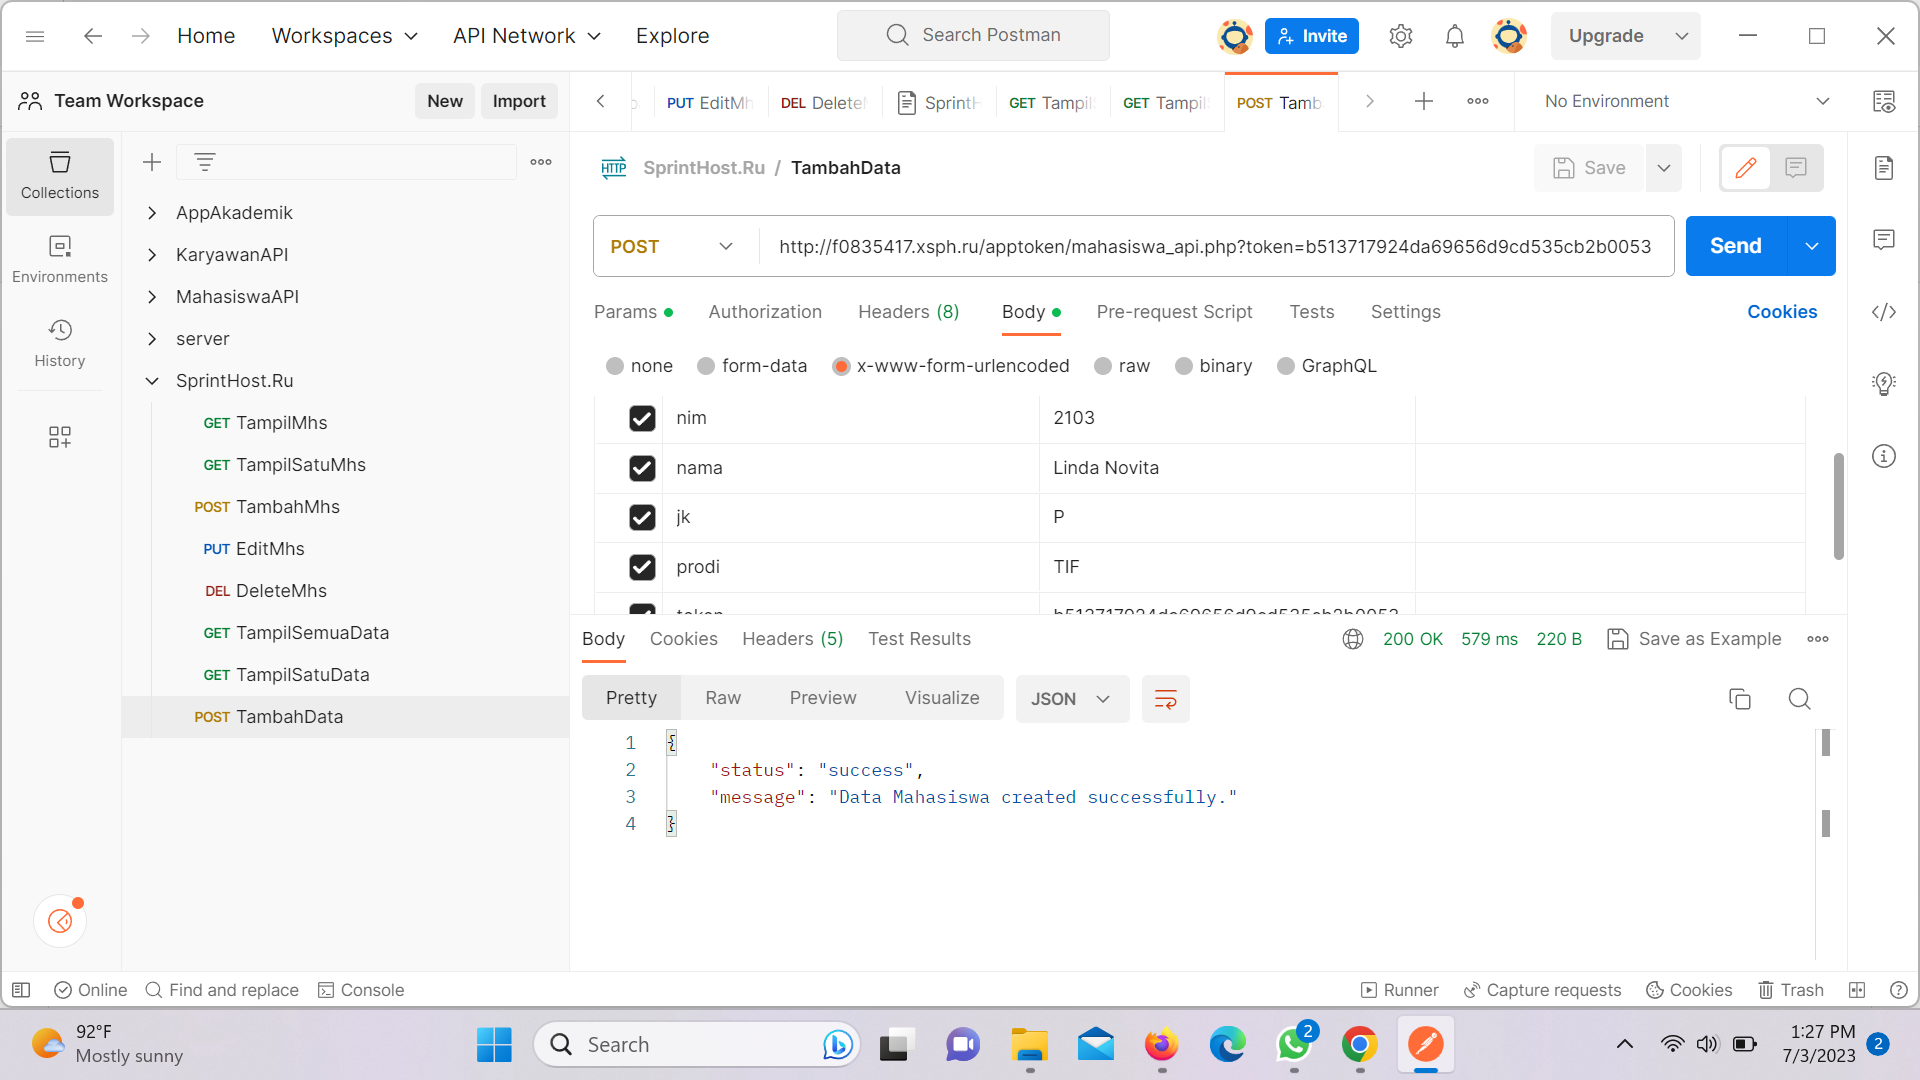 Home
Workspaces
API Network
Explore
Search Postman
Invite
Upgrade
Team Workspace
New
Import
PUT EditMh
DEL Delete
SprintH
GET Tampil
GET Tampil
POST Tamb
No Environment
Collections
Environments
History
AppAkademik
KaryawanAPI
MahasiswaAPI
server
SprintHost.Ru
GET TampilMhs
GET TampilSatuMhs
POST TambahMhs
PUT EditMhs
DEL DeleteMhs
GET TampilSemuaData
GET TampilSatuData
POST TambahData
HTTP SprintHost.Ru / TambahData
Save
POST
http://f0835417.xsph.ru/apptoken/mahasiswa_api.php?token=b513717924da69656d9cd535cb2b0053
Send
Params
Authorization
Headers (8)
Body
Pre-request Script
Tests
Settings
Cookies
none
form-data
x-www-form-urlencoded
raw
binary
GraphQL
nim 2103
nama Linda Novita
jk P
prodi TIF
token b513717924da69656d9cd535cb2b0053
Body
Cookies
Headers (5)
Test Results
200 OK
579 ms
220 B
Save as Example
Pretty
Raw
Preview
Visualize
JSON
1 {
2 "status": "success",
3 "message": "Data Mahasiswa created successfully."
4 }
Online
Find and replace
Console
Runner
Capture requests
Cookies
Trash
92°F
Mostly sunny
Search
2
1:27 PM
7/3/2023
2